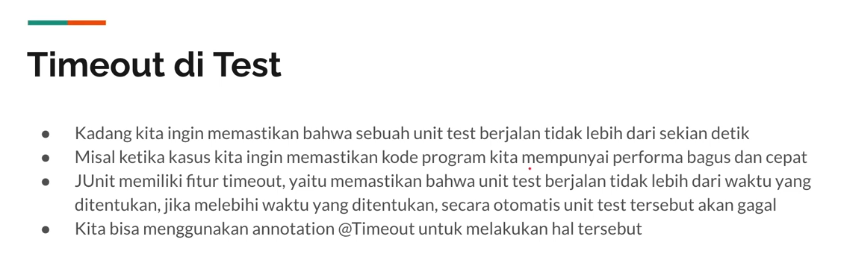 Timeout di Test
● Kadang kita ingin memastikan bahwa sebuah unit test berjalan tidak lebih dari sekian detik
● Misal ketika kasus kita ingin memastikan kode program kita mempunyai performa bagus dan cepat
● JUnit memiliki fitur timeout, yaitu memastikan bahwa unit test berjalan tidak lebih dari waktu yang
ditentukan, jika melebihi waktu yang ditentukan, secara otomatis unit test tersebut akan gagal
● Kita bisa menggunakan annotation @Timeout untuk melakukan hal tersebut